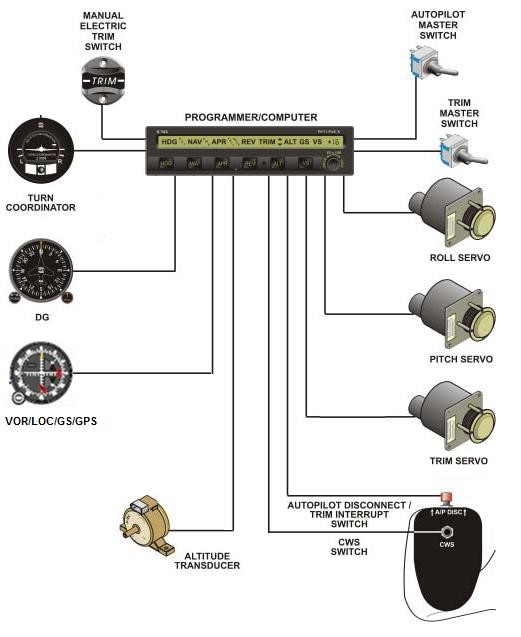 MANUAL
ELECTRIC
TRIM
SWITCH
AUTOPILOT
MASTER
SWITCH
TRIM
PROGRAMMER/COMPUTER
TRIM
MASTER
SWITCH
HDG NAV APR REV TRIM ALT GS VS +16
HDG NAV APR REV ALT VS
TURN
COORDINATOR
ROLL SERVO
DG
PITCH SERVO
VOR/LOC/GS/GPS
TRIM SERVO
AUTOPILOT DISCONNECT /
TRIM INTERRUPT
SWITCH
A/P DISC
CWS
SWITCH
CWS
ALTITUDE
TRANSDUCER